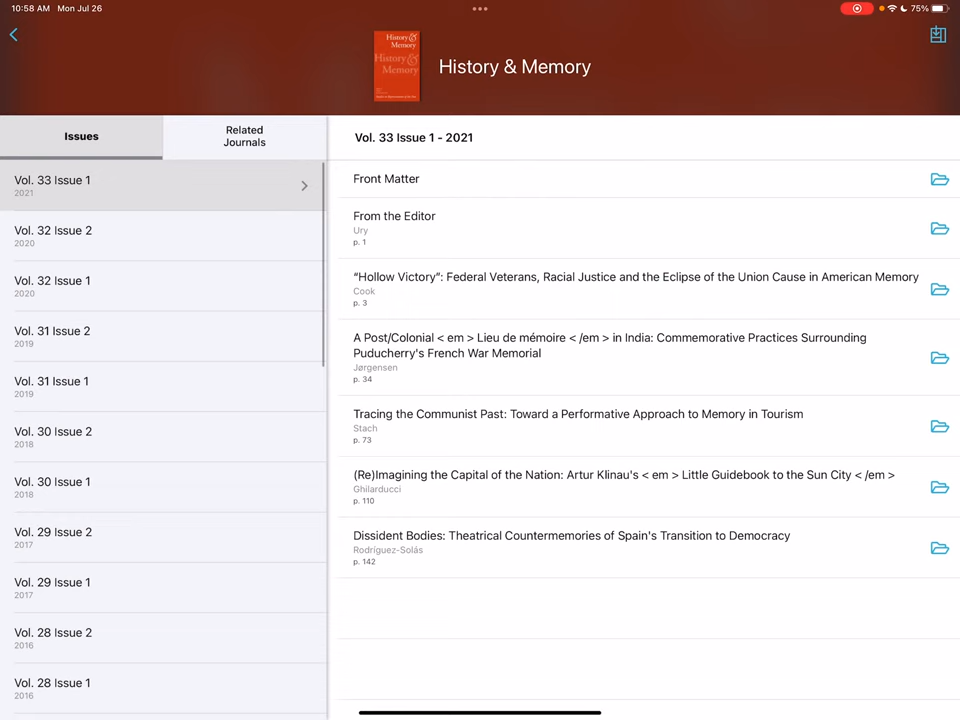 10:58 AM Mon Jul 26
75%
History &
Memory
History &
Memory
History & Memory
Issues
Related
Journals
Vol. 33 Issue 1 - 2021
Vol. 33 Issue 1
2021
Vol. 32 Issue 2
2020
Vol. 32 Issue 1
2020
Vol. 31 Issue 2
2019
Vol. 31 Issue 1
2019
Vol. 30 Issue 2
2018
Vol. 30 Issue 1
2018
Vol. 29 Issue 2
2017
Vol. 29 Issue 1
2017
Vol. 28 Issue 2
2016
Vol. 28 Issue 1
2016
Front Matter
From the Editor
Ury
p. 1
“Hollow Victory”: Federal Veterans, Racial Justice and the Eclipse of the Union Cause in American Memory
Cook
p. 3
A Post/Colonial < em > Lieu de mémoire < /em > in India: Commemorative Practices Surrounding
Puducherry's French War Memorial
Jørgensen
p. 34
Tracing the Communist Past: Toward a Performative Approach to Memory in Tourism
Stach
p. 73
(Re)Imagining the Capital of the Nation: Artur Klinau's < em > Little Guidebook to the Sun City < /em >
Ghilarducci
p. 110
Dissident Bodies: Theatrical Countermemories of Spain's Transition to Democracy
Rodríguez-Solás
p. 142